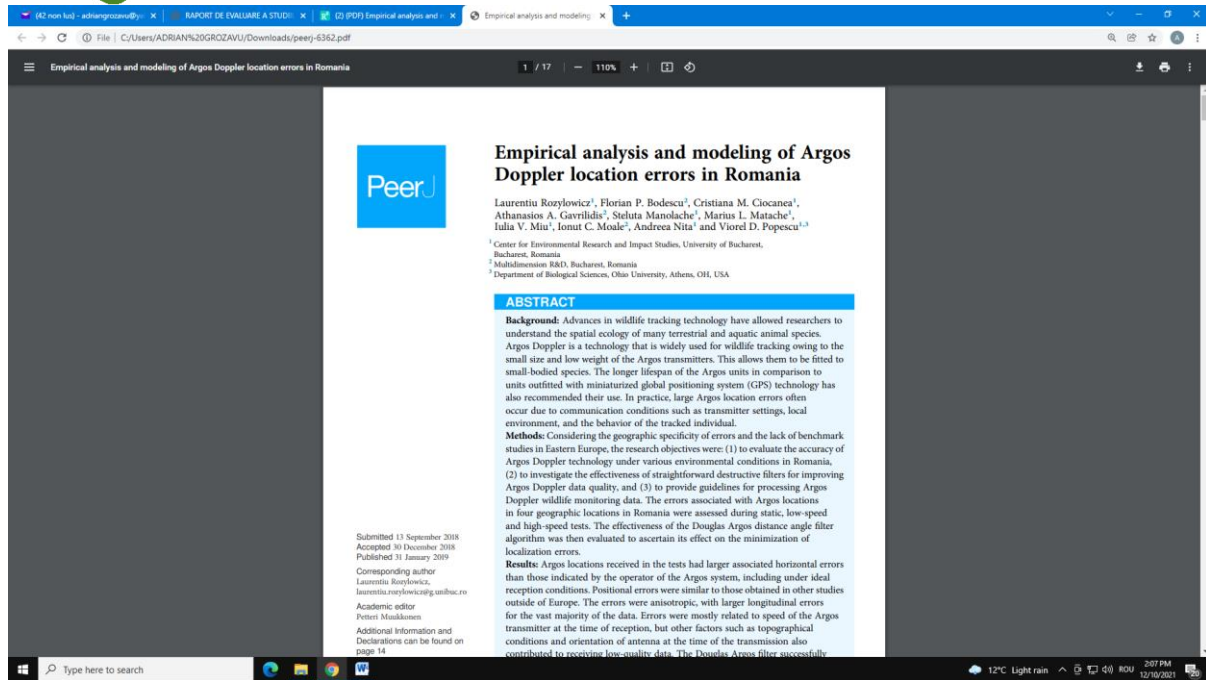 (42 non lus) - adriangrozavu@y
RAPORT DE EVALUARE A STUDI
(2) (PDF) Empirical analysis and
Empirical analysis and modeling
File | C:/Users/ADRIAN%20GROZAVU/Downloads/peerj-6362.pdf
Empirical analysis and modeling of Argos Doppler location errors in Romania
1 / 17 | — 110% +
PeerJ
Empirical analysis and modeling of Argos
Doppler location errors in Romania
Laurentiu Rozylowicz1, Florian P. Bodescu2, Cristiana M. Ciocanea1,
Athanasios A. Gavrilidis2, Steluta Manolache1, Marius L. Matache1,
Iulia V. Miu1, Ionut C. Moale2, Andreea Nita1 and Viorel D. Popescu1,3
1 Center for Environmental Research and Impact Studies, University of Bucharest,
Bucharest, Romania
2 Multidimension R&D, Bucharest, Romania
3 Department of Biological Sciences, Ohio University, Athens, OH, USA
ABSTRACT
Background: Advances in wildlife tracking technology have allowed researchers to
understand the spatial ecology of many terrestrial and aquatic animal species.
Argos Doppler is a technology that is widely used for wildlife tracking owing to the
small size and low weight of the Argos transmitters. This allows them to be fitted to
small-bodied species. The longer lifespan of the Argos units in comparison to
units outfitted with miniaturized global positioning system (GPS) technology has
also recommended their use. In practice, large Argos location errors often
occur due to communication conditions such as transmitter settings, local
environment, and the behavior of the tracked individual.
Methods: Considering the geographic specificity of errors and the lack of benchmark
studies in Eastern Europe, the research objectives were: (1) to evaluate the accuracy of
Argos Doppler technology under various environmental conditions in Romania,
(2) to investigate the effectiveness of straightforward destructive filters for improving
Argos Doppler data quality, and (3) to provide guidelines for processing Argos
Doppler wildlife monitoring data. The errors associated with Argos locations
in four geographic locations in Romania were assessed during static, low-speed
and high-speed tests. The effectiveness of the Douglas Argos distance angle filter
algorithm was then evaluated to ascertain its effect on the minimization of
localization errors.
Results: Argos locations received in the tests had larger associated horizontal errors
than those indicated by the operator of the Argos system, including under ideal
reception conditions. Positional errors were similar to those obtained in other studies
outside of Europe. The errors were anisotropic, with larger longitudinal errors
for the vast majority of the data. Errors were mostly related to speed of the Argos
transmitter at the time of reception, but other factors such as topographical
conditions and orientation of antenna at the time of the transmission also
contributed to receiving low-quality data. The Douglas Argos filter successfully
Submitted 13 September 2018
Accepted 30 December 2018
Published 31 January 2019
Corresponding author
Laurentiu Rozylowicz,
laurentiu.rozylowicz@g.unibuc.ro
Academic editor
Petteri Muukkonen
Additional Information and
Declarations can be found on
page 14
Type here to search
12°C Light rain
ROU
2:07 PM
12/10/2021
20